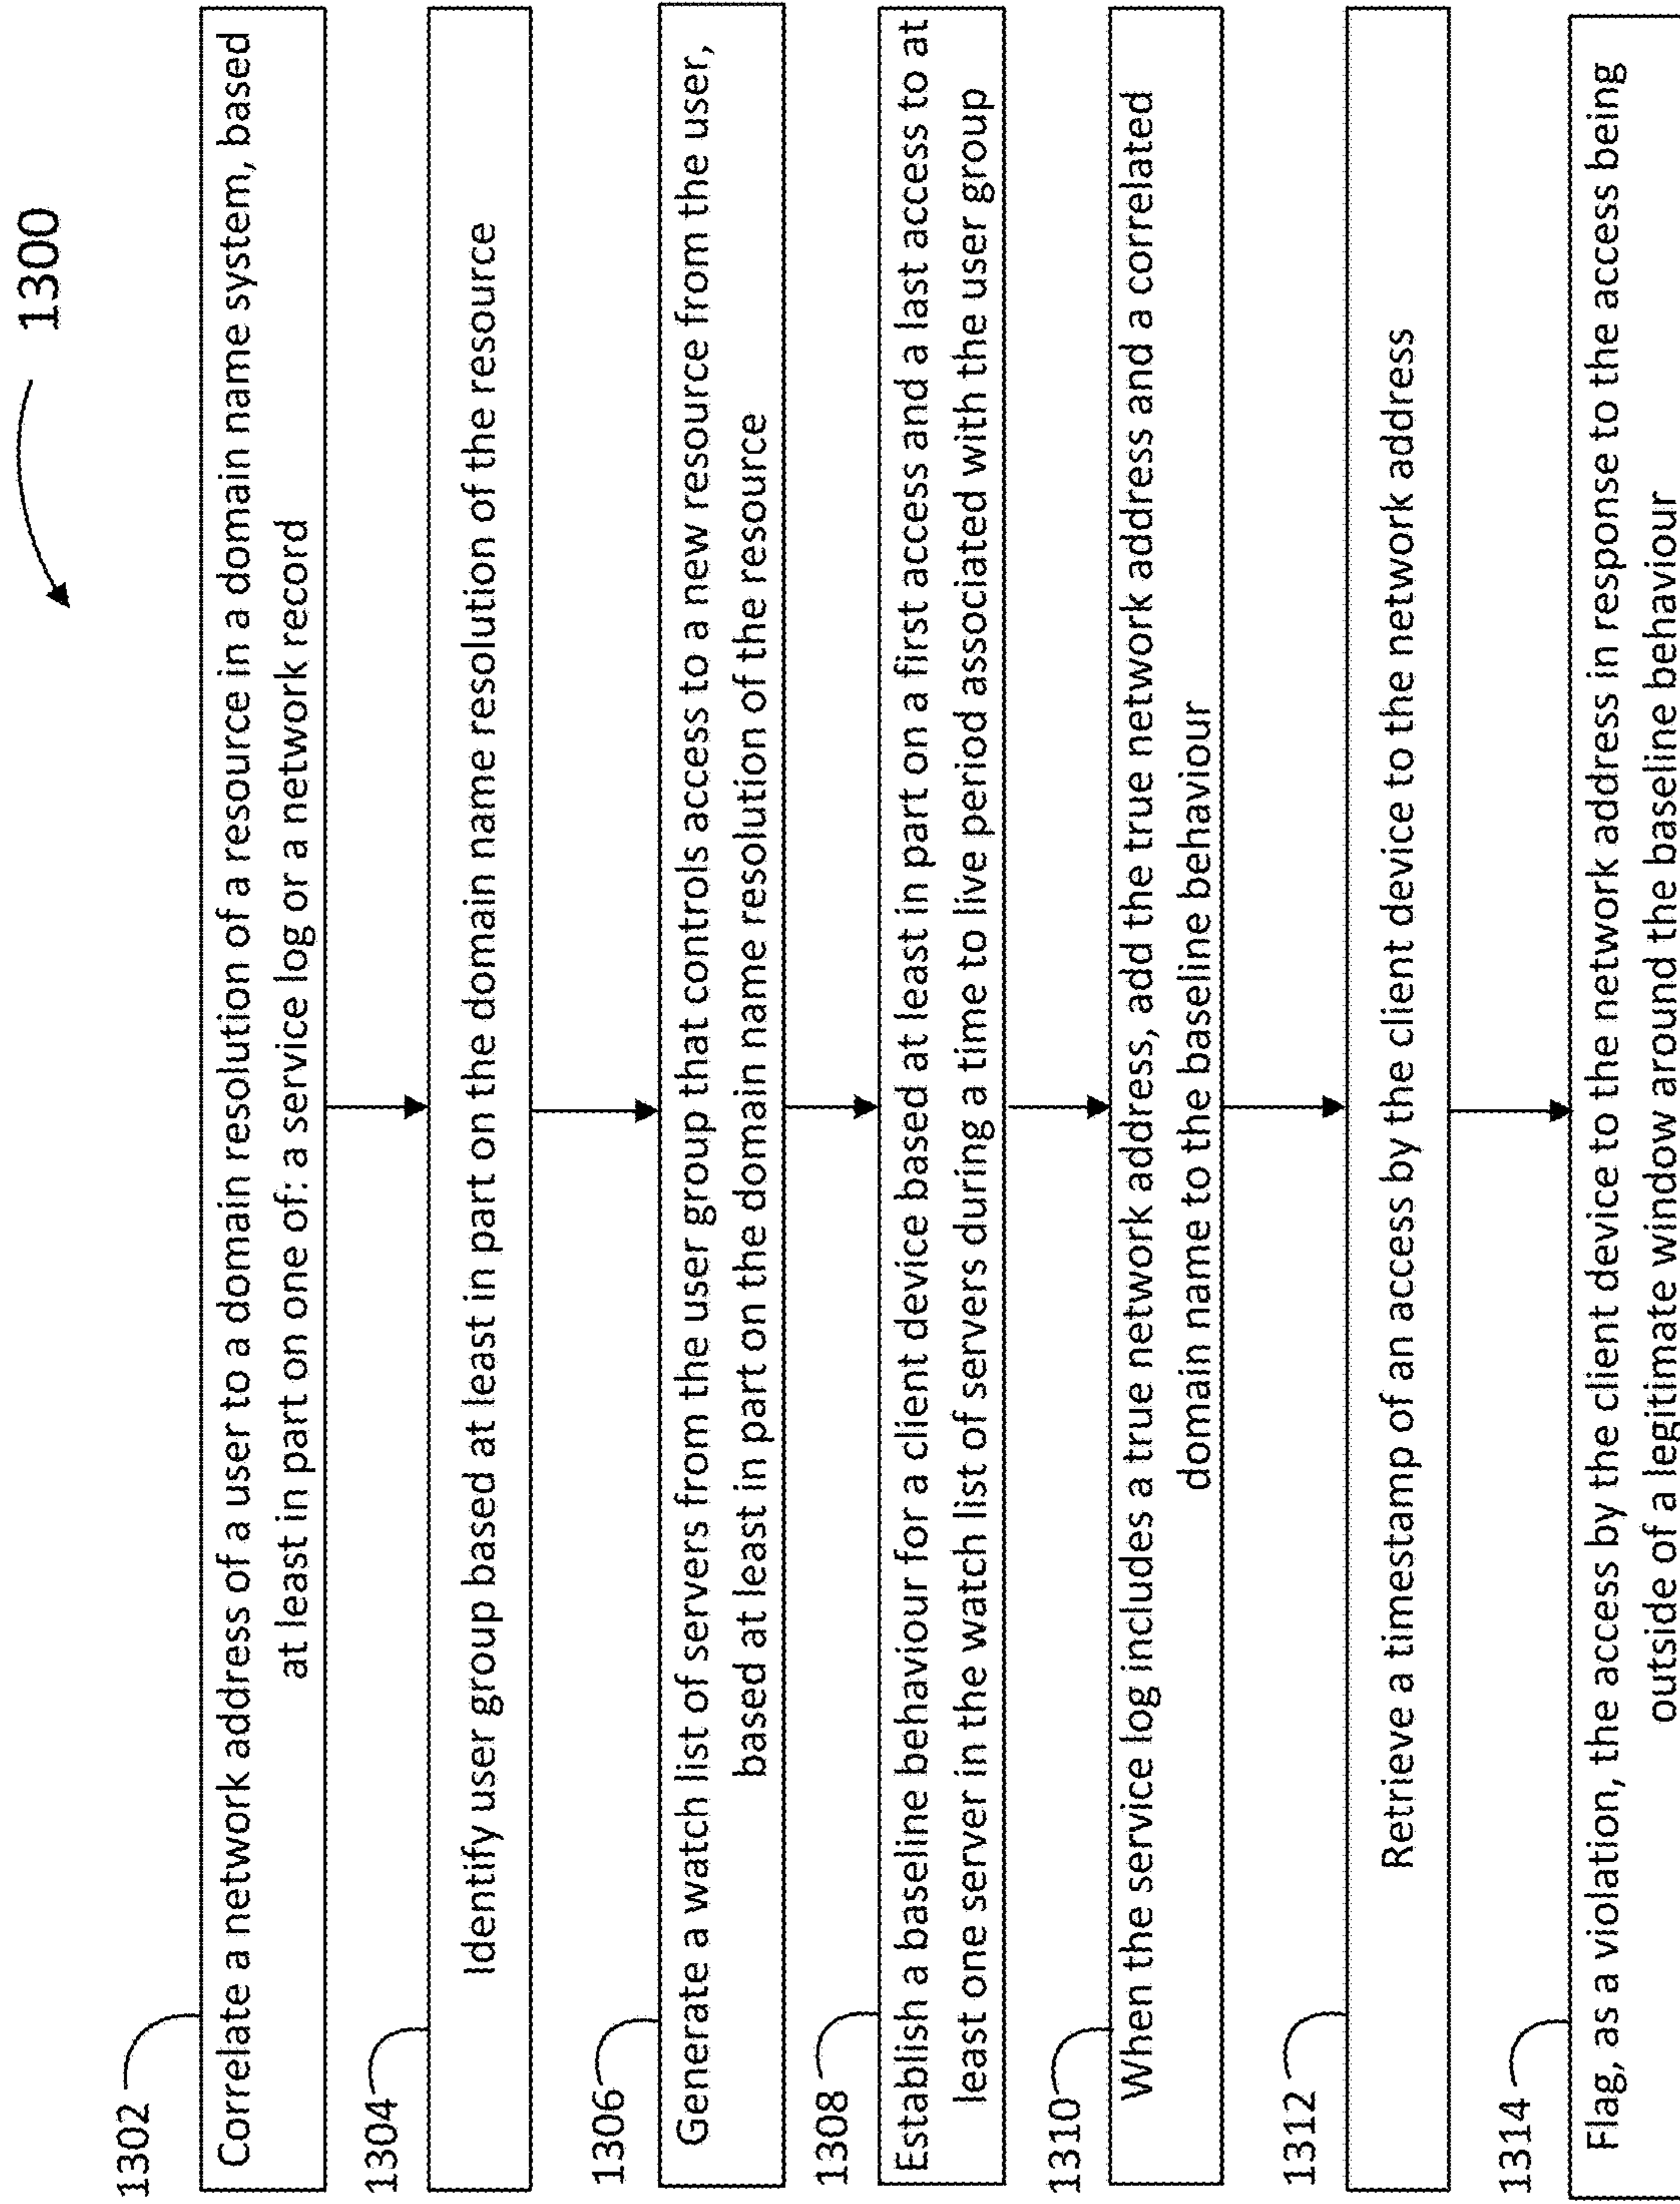 1300
1302
Correlate a network address of a user to a domain resolution of a resource in a domain name system, based
at least in part on one of: a service log or a network record
1304
Identify user group based at least in part on the domain name resolution of the resource
1306
Generate a watch list of servers from the user group that controls access to a new resource from the user,
based at least in part on the domain name resolution of the resource
1308
Establish a baseline behaviour for a client device based at least in part on a first access and a last access to at
least one server in the watch list of servers during a time to live period associated with the user group
1310
When the service log includes a true network address, add the true network address and a correlated
domain name to the baseline behaviour
1312
Retrieve a timestamp of an access by the client device to the network address
1314
Flag, as a violation, the access by the client device to the network address in response to the access being
outside of a legitimate window around the baseline behaviour